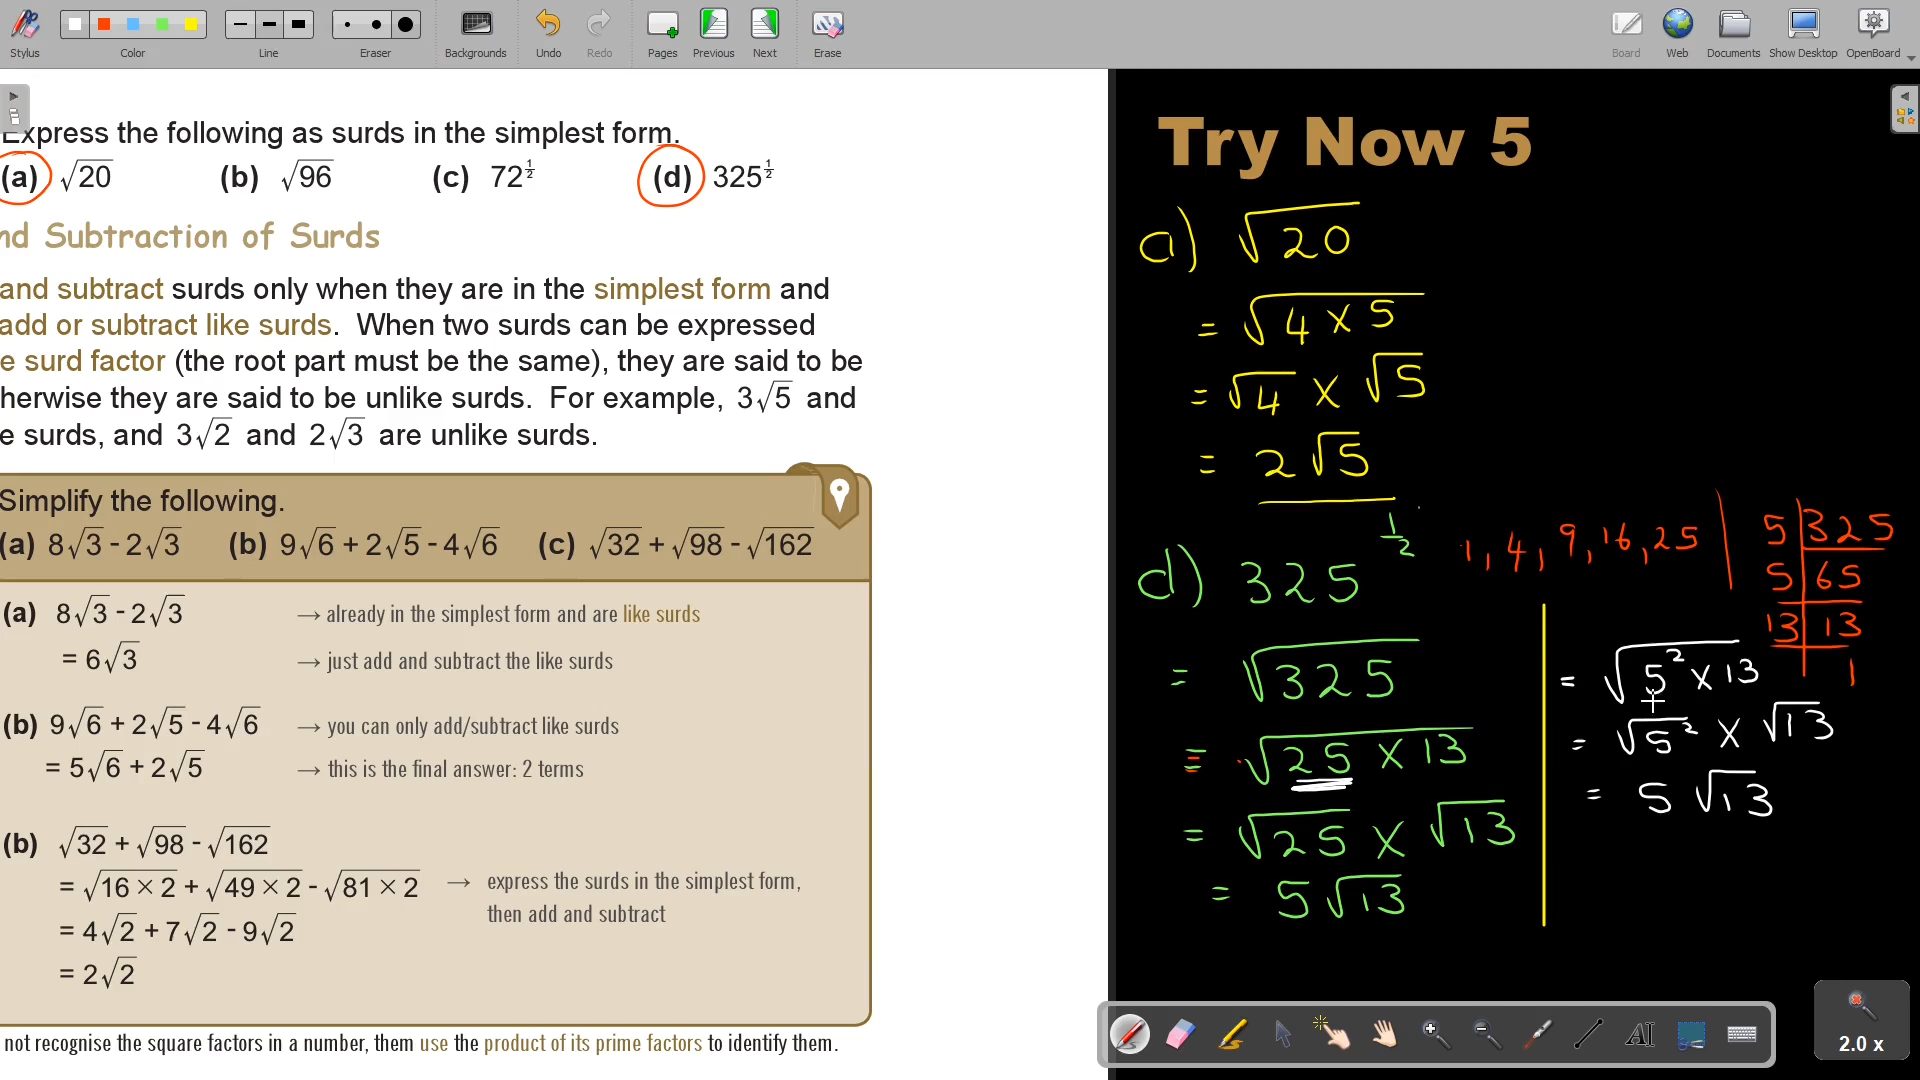 Stylus Color Line Eraser Backgrounds Undo Redo Pages Previous Next Erase Board Web Documents Show Desktop OpenBoard
Express the following as surds in the simplest form.
(a) √20 (b) √96 (c) 72^½ (d) 325^½
nd Subtraction of Surds
and subtract surds only when they are in the simplest form and
add or subtract like surds. When two surds can be expressed
e surd factor (the root part must be the same), they are said to be
herwise they are said to be unlike surds. For example, 3√5 and
e surds, and 3√2 and 2√3 are unlike surds.
Simplify the following.
(a) 8√3 - 2√3 (b) 9√6 + 2√5 - 4√6 (c) √32 + √98 - √162
(a) 8√3 - 2√3 → already in the simplest form and are like surds
= 6√3 → just add and subtract the like surds
(b) 9√6 + 2√5 - 4√6 → you can only add/subtract like surds
= 5√6 + 2√5 → this is the final answer: 2 terms
(b) √32 + √98 - √162
= √16 × 2 + √49 × 2 - √81 × 2 → express the surds in the simplest form,
then add and subtract
= 4√2 + 7√2 - 9√2
= 2√2
not recognise the square factors in a number, them use the product of its prime factors to identify them.
Try Now 5
a) √20
= √4 × 5
= √4 × √5
= 2√5
d) 325^½
= √325
= √25 × 13
= √25 × √13
= 5√13
1, 4, 9, 16, 25
5 325
5 65
13 13
1
= √5² × 13
= √5² × √13
= 5√13
2.0 x